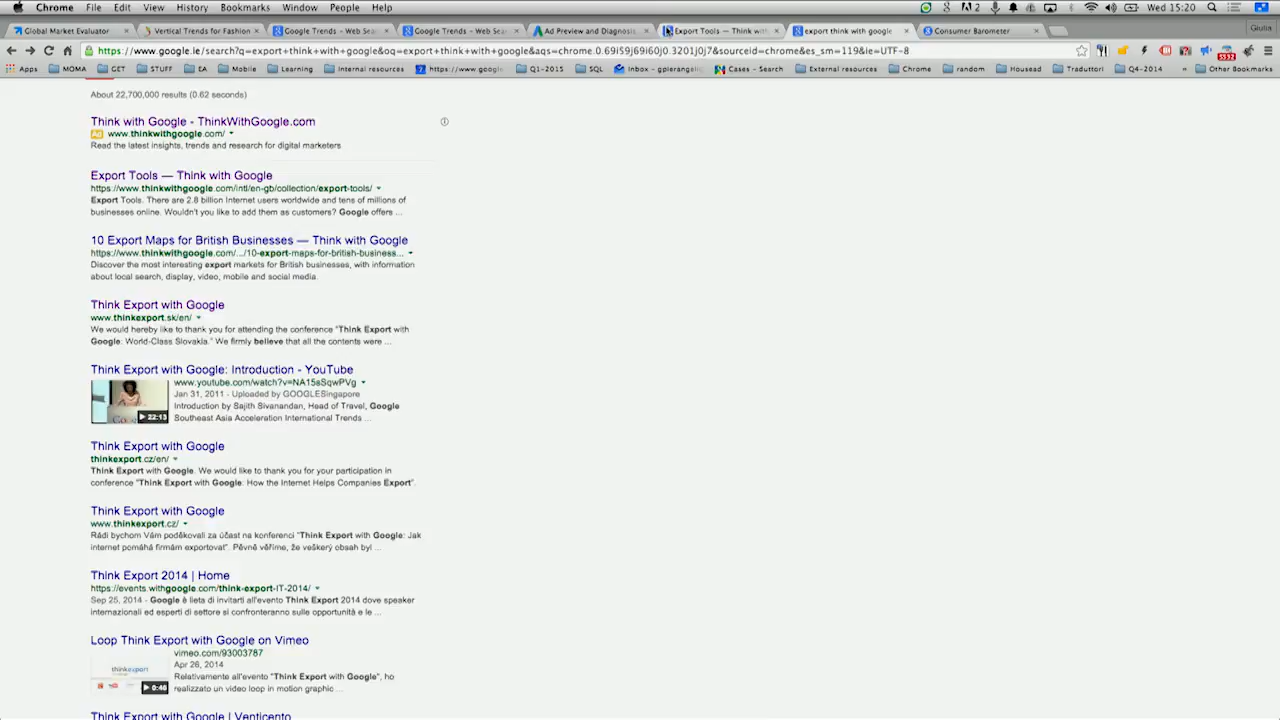 Chrome File Edit View History Bookmarks Window People Help 2 Wed 15:20
Global Market Evaluator Vertical Trends for Fashion Google Trends - Web Sea Google Trends - Web Sea Ad Preview and Diagnosis Export Tools — Think with export think with google Consumer Barometer Giulia
https://www.google.ie/search?q=export+think+with+google&oq=export+think+with+google&aqs=chrome.0.69i59j69i60j0.3201j0j7&sourceid=chrome&es_sm=119&ie=UTF-8
Apps MOMA GET STUFF EA Mobile Learning Internal resources https://www.google Q1-2015 SQL Inbox - gpierangeli Cases - Search External resources Chrome random Housead Traduttori Q4-2014 » Other Bookmarks
About 22,700,000 results (0.62 seconds)
Think with Google - ThinkWithGoogle.com
Ad www.thinkwithgoogle.com/
Read the latest insights, trends and research for digital marketers
Export Tools — Think with Google
https://www.thinkwithgoogle.com/intl/en-gb/collection/export-tools/
Export Tools. There are 2.8 billion Internet users worldwide and tens of millions of
businesses online. Wouldn't you like to add them as customers? Google offers ...
10 Export Maps for British Businesses — Think with Google
https://www.thinkwithgoogle.com/.../10-export-maps-for-british-business...
Discover the most interesting export markets for British businesses, with information
about local search, display, video, mobile and social media.
Think Export with Google
www.thinkexport.sk/en/
We would hereby like to thank you for attending the conference "Think Export with
Google: World-Class Slovakia." We firmly believe that all the contents were ...
Think Export with Google: Introduction - YouTube
www.youtube.com/watch?v=NA15sSqwPVg
Jan 31, 2011 - Uploaded by GOOGLESingapore
Introduction by Sajith Sivanandan, Head of Travel, Google
Southeast Asia Acceleration International Trends ...
22:13
Think Export with Google
thinkexport.cz/en/
Think Export with Google. We would like to thank you for your participation in
conference "Think Export with Google: How the Internet Helps Companies Export".
Think Export with Google
www.thinkexport.cz/
Rádi bychom Vám poděkovali za účast na konferenci "Think Export with Google: Jak
internet pomáhá firmám exportovat". Pěvně věříme, že veškerý obsah byl ...
Think Export 2014 | Home
https://events.withgoogle.com/think-export-IT-2014/
Sep 25, 2014 - Google è lieta di invitarti all'evento Think Export 2014 dove speaker
internazionali ed esperti di settore si confronteranno sulle opportunità e le ...
Loop Think Export with Google on Vimeo
vimeo.com/93003787
Apr 26, 2014
thinkexport
Relativamente all'evento "Think Export with Google", ho
realizzato un video loop in motion graphic ...
0:46
Think Export with Google | Venticento